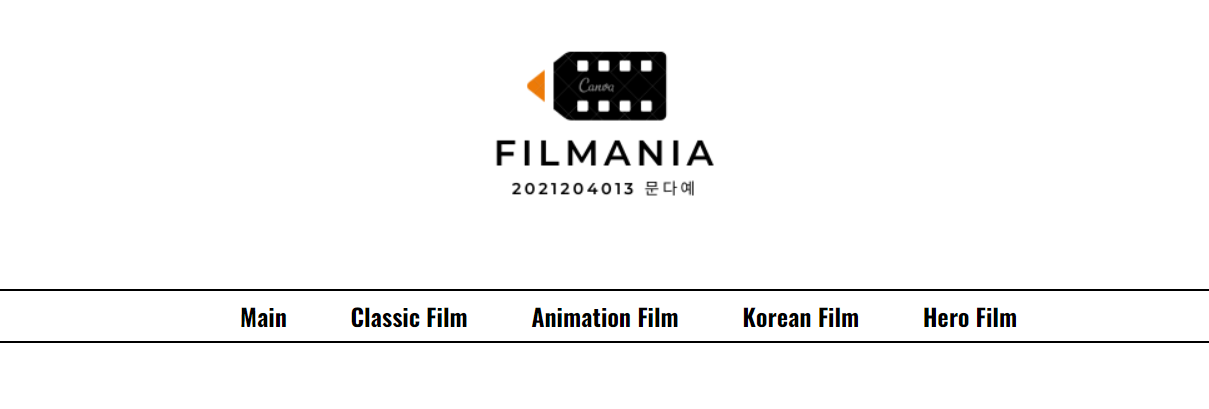 Canva
FILMANIA
2021204013 문다예
Main Classic Film Animation Film Korean Film Hero Film